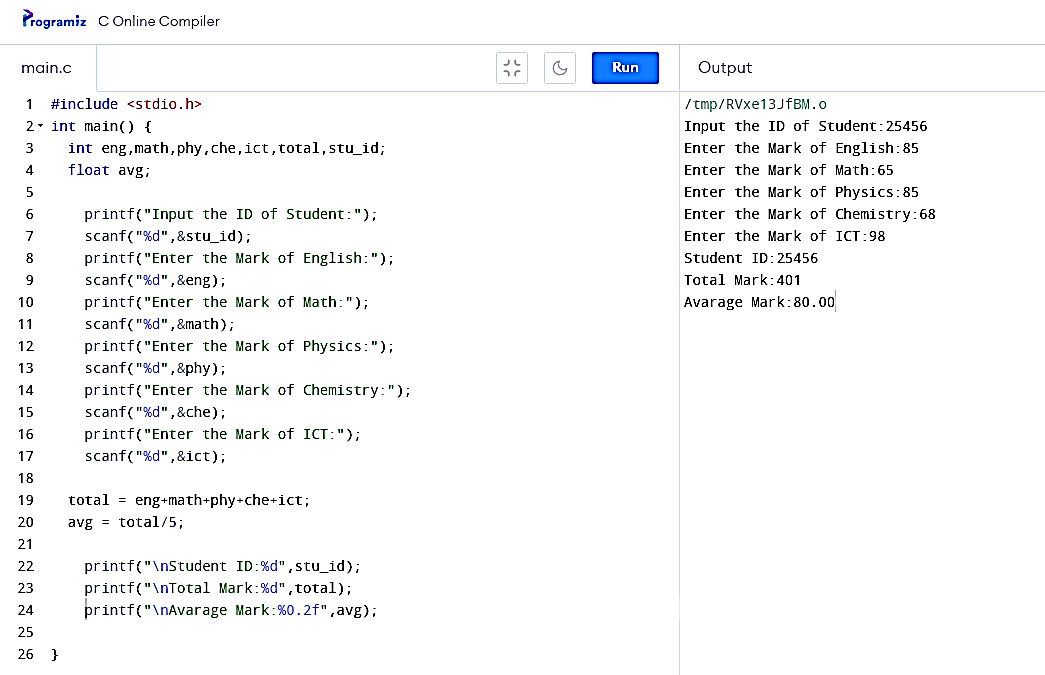 Programiz C Online Compiler
main.c
Run
Output
1 #include <stdio.h>
2 int main() {
3 int eng,math,phy,che,ict,total,stu_id;
4 float avg;
5
6 printf("Input the ID of Student:");
7 scanf("%d",&stu_id);
8 printf("Enter the Mark of English:");
9 scanf("%d",&eng);
10 printf("Enter the Mark of Math:");
11 scanf("%d",&math);
12 printf("Enter the Mark of Physics:");
13 scanf("%d",&phy);
14 printf("Enter the Mark of Chemistry:");
15 scanf("%d",&che);
16 printf("Enter the Mark of ICT:");
17 scanf("%d",&ict);
18
19 total = eng+math+phy+che+ict;
20 avg = total/5;
21
22 printf("\nStudent ID:%d",stu_id);
23 printf("\nTotal Mark:%d",total);
24 printf("\nAvarage Mark:%0.2f",avg);
25
26 }
/tmp/RVxe13JfBM.o
Input the ID of Student:25456
Enter the Mark of English:85
Enter the Mark of Math:65
Enter the Mark of Physics:85
Enter the Mark of Chemistry:68
Enter the Mark of ICT:98
Student ID:25456
Total Mark:401
Avarage Mark:80.00